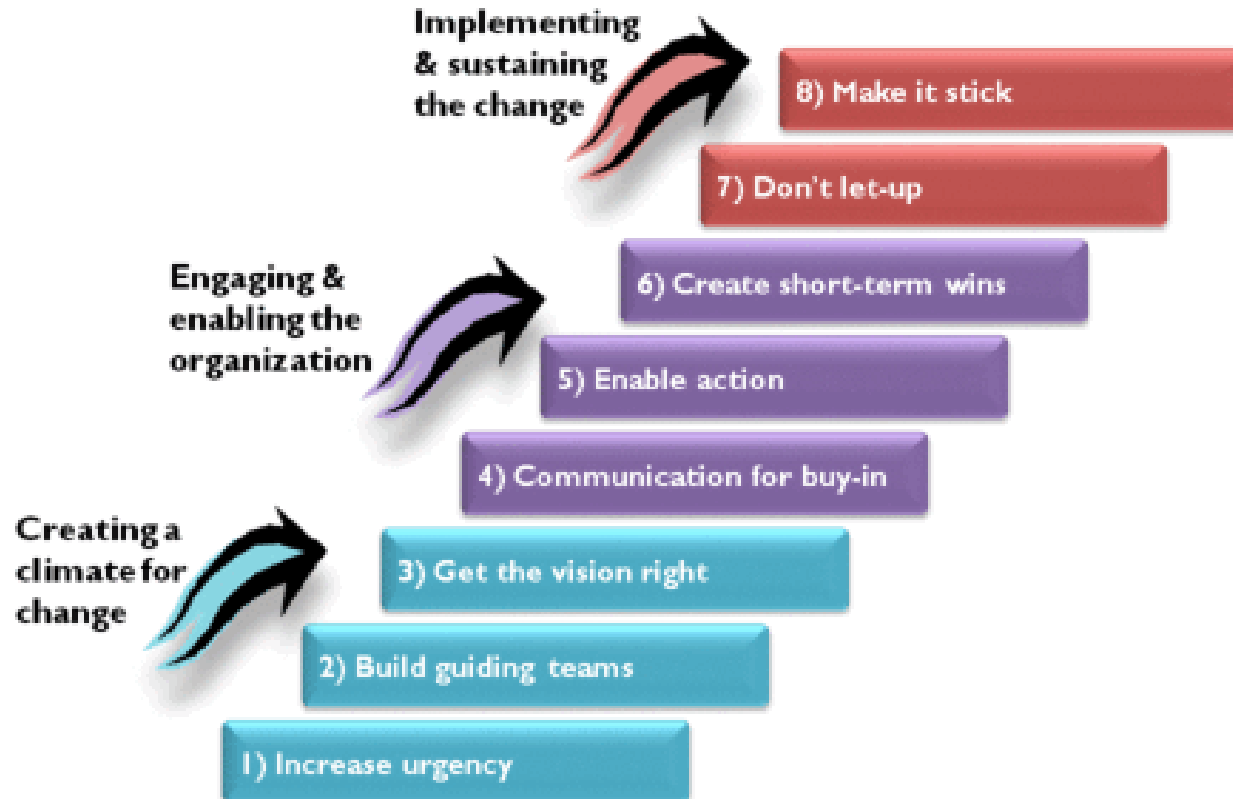 Implementing
& sustaining
the change
8) Make it stick
7) Don't let-up
6) Create short-term wins
Engaging &
enabling the
organization
5) Enable action
4) Communication for buy-in
Creating a
climate for
change
3) Get the vision right
2) Build guiding teams
1) Increase urgency